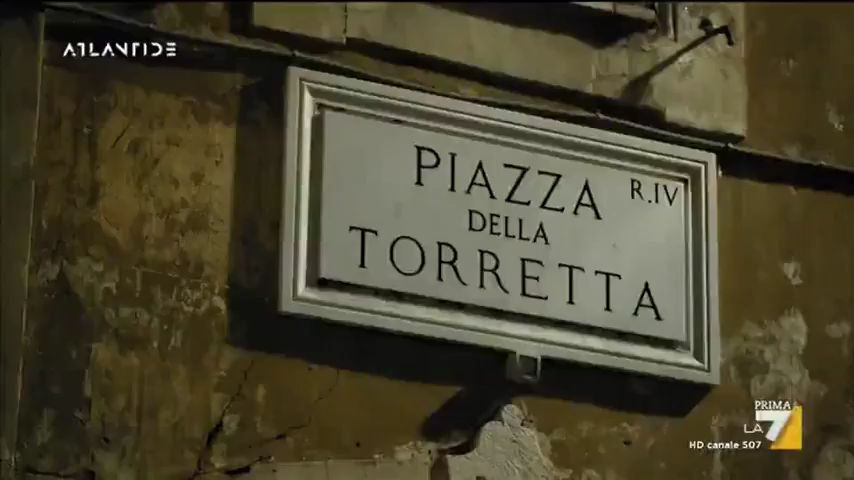 ATLANTIDE
PIAZZA R.IV
DELLA
TORRETTA
PRIMA
LA7
HD canale 507